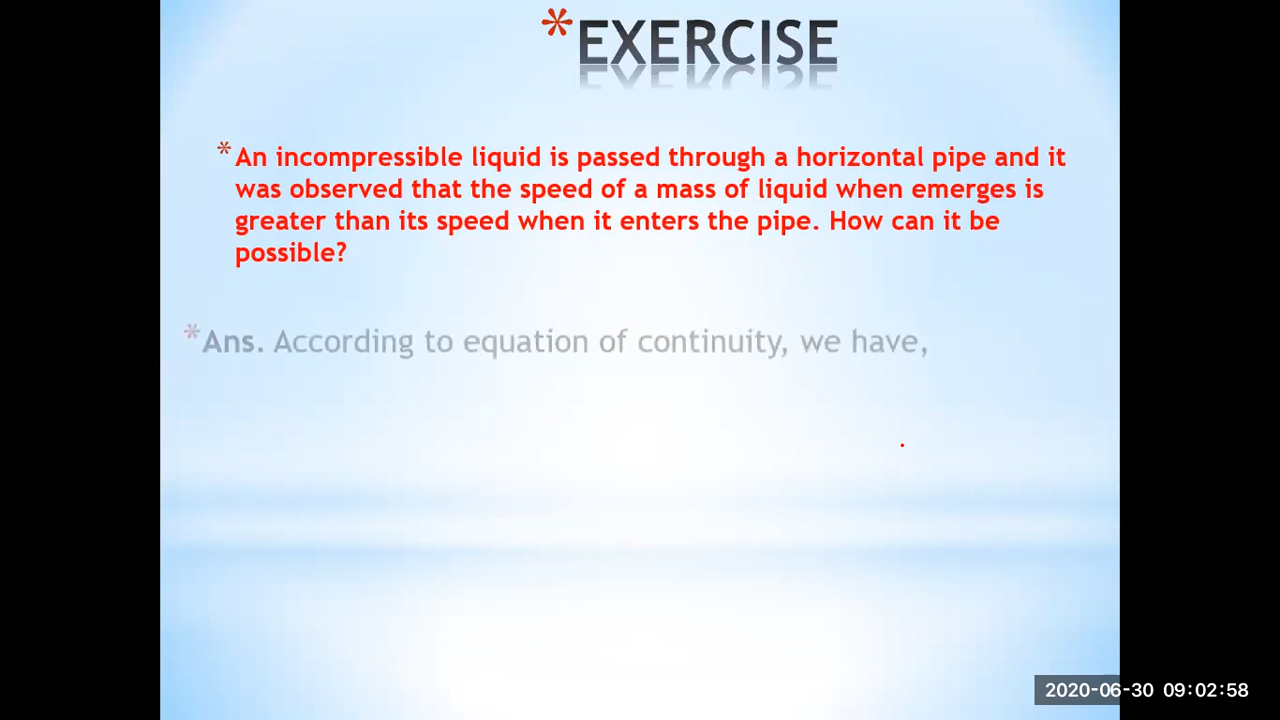 *EXERCISE
*An incompressible liquid is passed through a horizontal pipe and it
was observed that the speed of a mass of liquid when emerges is
greater than its speed when it enters the pipe. How can it be
possible?
*Ans. According to equation of continuity, we have,
2020-06-30 09:02:58